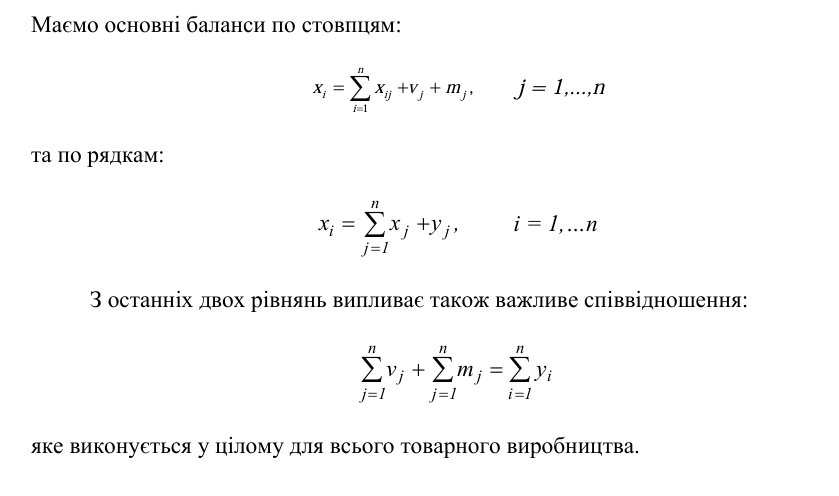 Маємо основні баланси по стовпцям:
x_i = \sum_{i=1}^{n} x_{ij} + v_j + m_j, j = 1,...,n
та по рядкам:
x_i = \sum_{j=1}^{n} x_j + y_j, i = 1,...n
З останніх двох рівнянь випливає також важливе співвідношення:
\sum_{j=1}^{n} v_j + \sum_{j=1}^{n} m_j = \sum_{i=1}^{n} y_i
яке виконується у цілому для всього товарного виробництва.